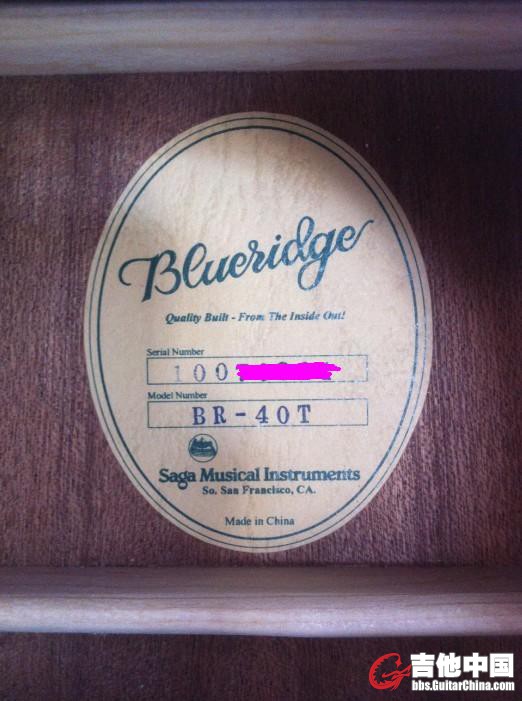 Blueridge
Quality Built - From The Inside Out!
Serial Number
100
Model Number
BR-40T
Saga Musical Instruments
So. San Francisco, CA.
Made in China
吉他中国
bbs.GuitarChina.com